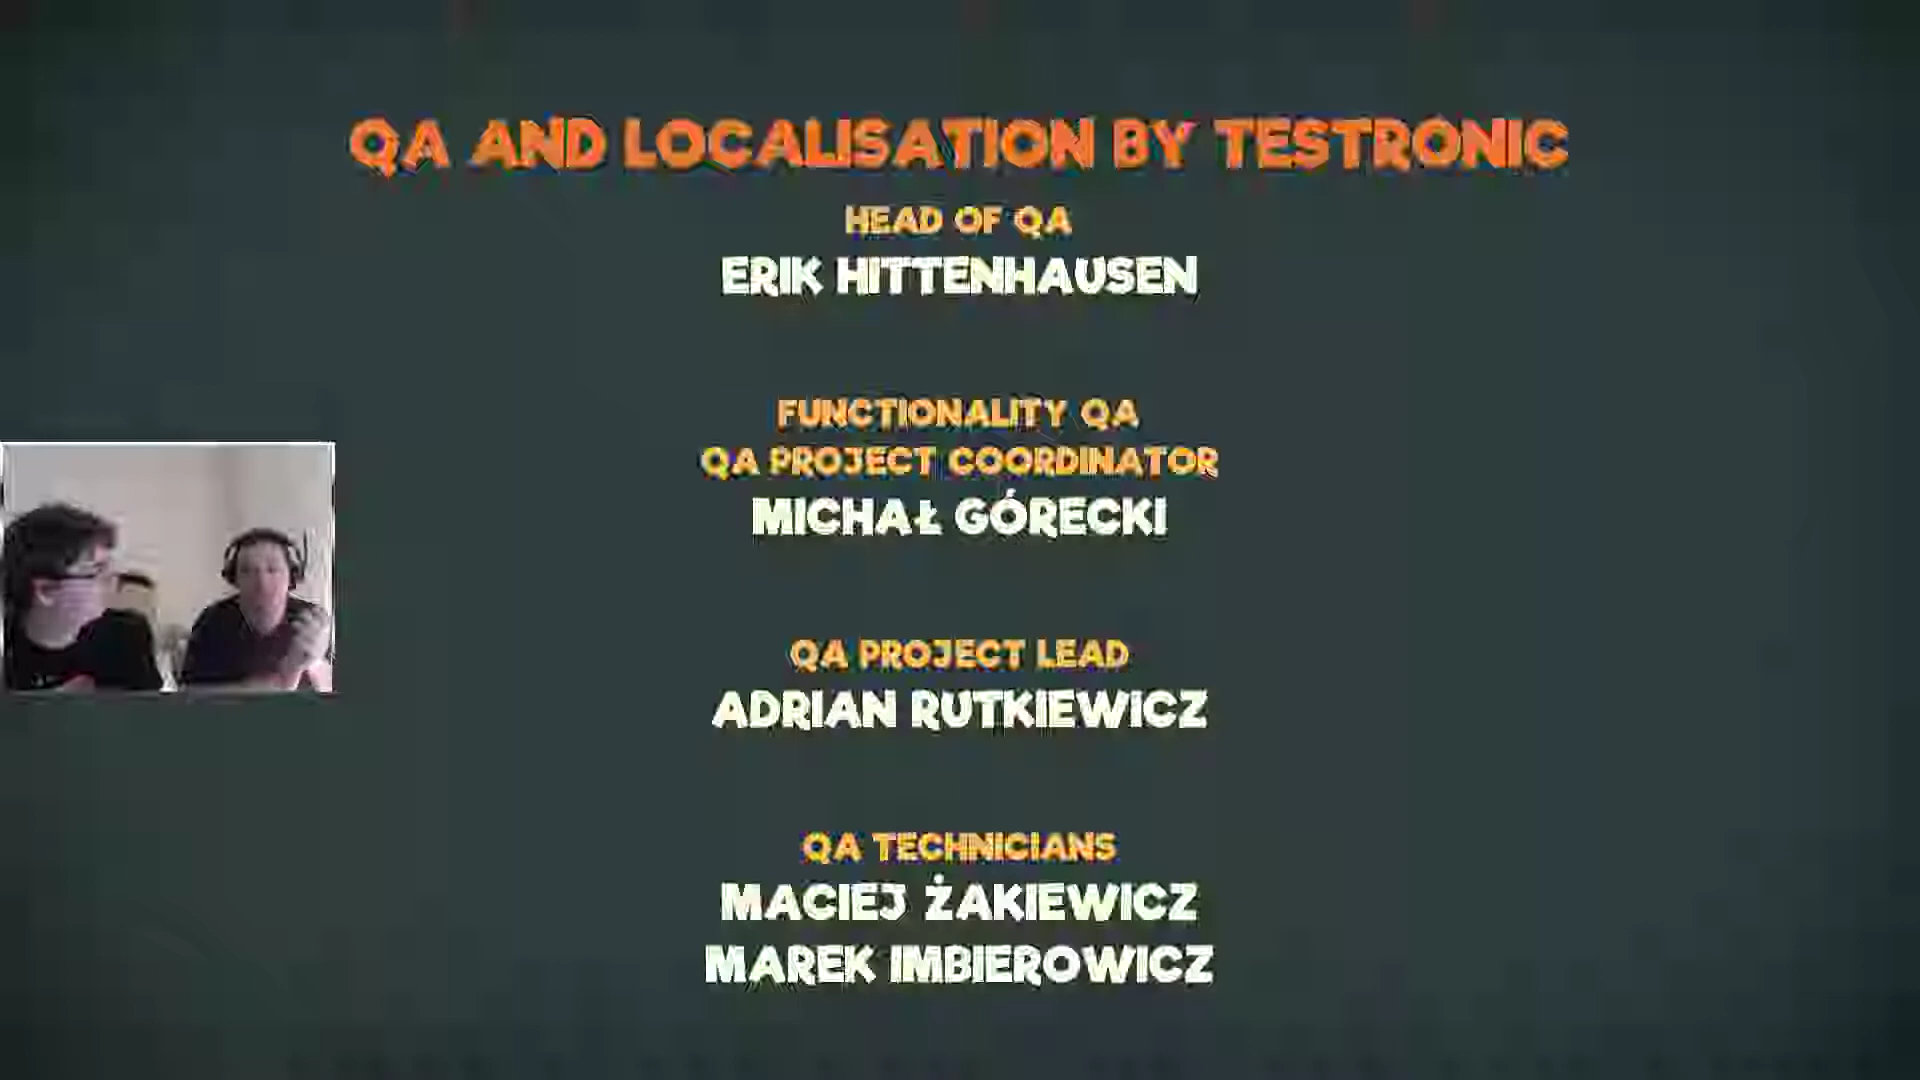 QA AND LOCALISATION BY TESTRONIC
HEAD OF QA
ERIK HITTENHAUSEN
FUNCTIONALITY QA
QA PROJECT COORDINATOR
MICHAŁ GÓRECKI
QA PROJECT LEAD
ADRIAN RUTKIEWICZ
QA TECHNICIANS
MACIEJ ŻAKIEWICZ
MAREK IMBIEROWICZ